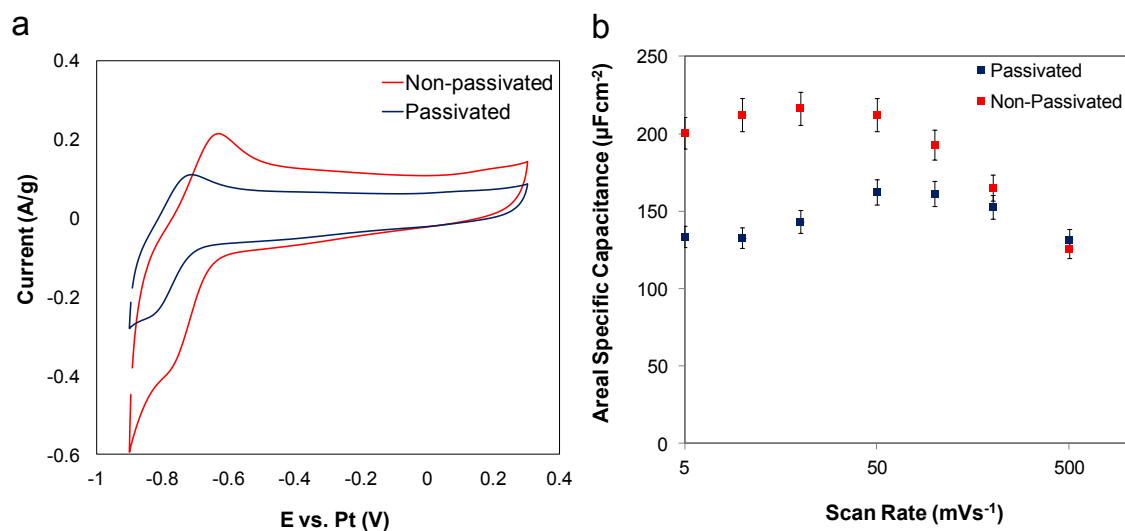 a
0.4
0.2
0
-0.2
-0.4
-0.6
Current (A/g)
Non-passivated
Passivated
-1
-0.8
-0.6
-0.4
-0.2
0
0.2
0.4
E vs. Pt (V)
b
250
200
150
100
50
0
Areal Specific Capacitance (µFcm-2)
Passivated
Non-Passivated
5
50
500
Scan Rate (mVs-1)